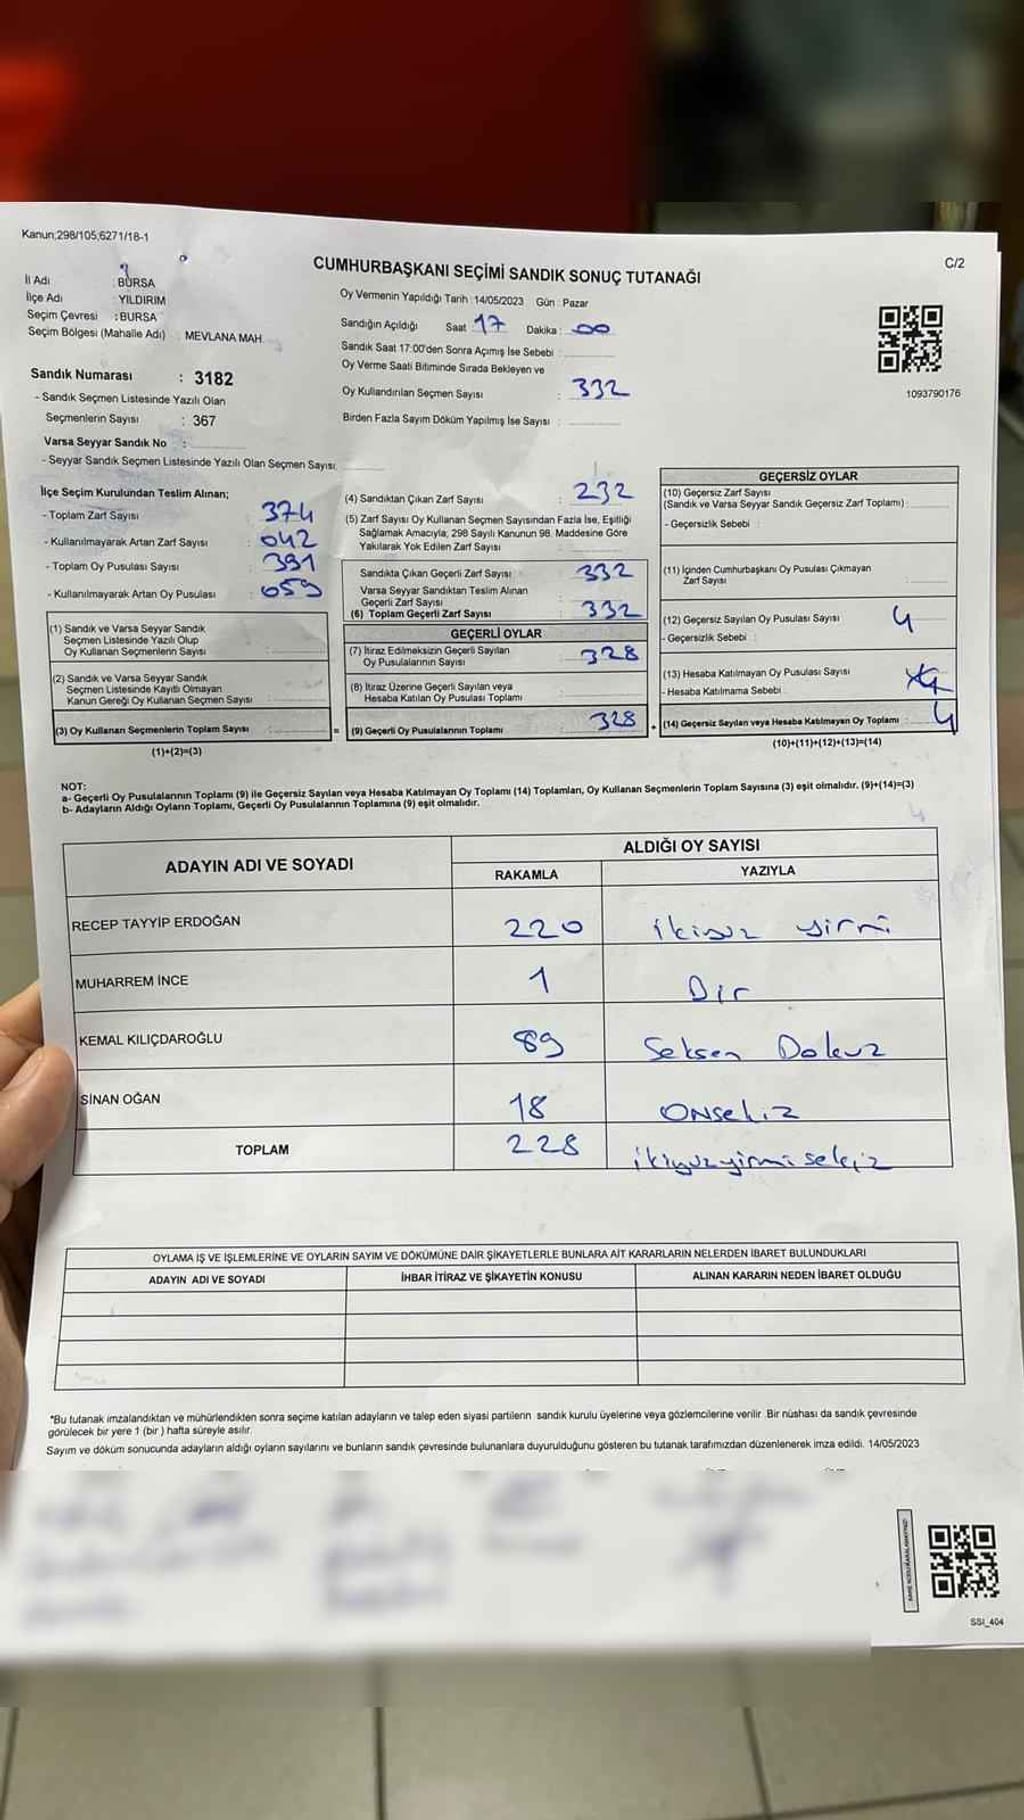 Kanun;298/105;6271/18-1
C/2
CUMHURBAŞKANI SEÇİMİ SANDIK SONUÇ TUTANAĞI
İl Adı : BURSA
İlçe Adı : YILDIRIM
Seçim Çevresi : BURSA
Seçim Bölgesi (Mahalle Adı) : MEVLANA MAH.
Sandık Numarası : 3182
- Sandık Seçmen Listesinde Yazılı Olan
Seçmenlerin Sayısı : 367
Varsa Seyyar Sandık No :
- Seyyar Sandık Seçmen Listesinde Yazılı Olan Seçmen Sayısı:
Oy Vermenin Yapıldığı Tarih : 14/05/2023 Gün : Pazar
Sandığın Açıldığı Saat : 17 Dakika : 00
Sandık Saat 17:00'den Sonra Açımış İse Sebebi :
Oy Verme Saati Bitiminde Sırada Bekleyen ve
Oy Kullandırılan Seçmen Sayısı : 332
Birden Fazla Sayım Döküm Yapılmış İse Sayısı :
1093790176
İlçe Seçim Kurulundan Teslim Alınan;
- Toplam Zarf Sayısı : 374
- Kullanılmayarak Artan Zarf Sayısı : 042
- Toplam Oy Pusulası Sayısı : 391
- Kullanılmayarak Artan Oy Pusulası : 059
(1) Sandık ve Varsa Seyyar Sandık
Seçmen Listesinde Yazılı Olup
Oy Kullanan Seçmenlerin Sayısı :
(2) Sandık ve Varsa Seyyar Sandık
Seçmen Listesinde Kayıtlı Olmayan
Kanun Gereği Oy Kullanan Seçmen Sayısı :
(3) Oy Kullanan Seçmenlerin Toplam Sayısı :
(1)+(2)=(3)
(4) Sandıktan Çıkan Zarf Sayısı : 232
(5) Zarf Sayısı Oy Kullanan Seçmen Sayısından Fazla İse, Eşitliği
Sağlamak Amacıyla; 298 Sayılı Kanunun 98. Maddesine Göre
Yakılarak Yok Edilen Zarf Sayısı :
Sandıkta Çıkan Geçerli Zarf Sayısı : 332
Varsa Seyyar Sandıktan Teslim Alınan
Geçerli Zarf Sayısı
(6) Toplam Geçerli Zarf Sayısı : 332
GEÇERLİ OYLAR
(7) İtiraz Edilmeksizin Geçerli Sayılan
Oy Pusulalarının Sayısı : 328
(8) İtiraz Üzerine Geçerli Sayılan veya
Hesaba Katılan Oy Pusulası Toplamı :
= (9) Geçerli Oy Pusulalarının Toplamı : 328 +
GEÇERSİZ OYLAR
(10) Geçersiz Zarf Sayısı
(Sandık ve Varsa Seyyar Sandık Geçersiz Zarf Toplamı) :
- Geçersizlik Sebebi :
(11) İçinden Cumhurbaşkanı Oy Pusulası Çıkmayan
Zarf Sayısı :
(12) Geçersiz Sayılan Oy Pusulası Sayısı : 4
- Geçersizlik Sebebi :
(13) Hesaba Katılmayan Oy Pusulası Sayısı
- Hesaba Katılmama Sebebi
(14) Geçersiz Sayılan veya Hesaba Katılmayan Oy Toplamı : 4
(10)+(11)+(12)+(13)=(14)
NOT:
a- Geçerli Oy Pusulalarının Toplamı (9) ile Geçersiz Sayılan veya Hesaba Katılmayan Oy Toplamı (14) Toplamları, Oy Kullanan Seçmenlerin Toplam Sayısına (3) eşit olmalıdır. (9)+(14)=(3)
b- Adayların Aldığı Oyların Toplamı, Geçerli Oy Pusulalarının Toplamına (9) eşit olmalıdır.
ADAYIN ADI VE SOYADI ALDIĞI OY SAYISI
RAKAMLA YAZIYLA
RECEP TAYYİP ERDOĞAN 220 ikiyüz yirmi
MUHARREM İNCE 1 Bir
KEMAL KILIÇDAROĞLU 89 Seksen Dokuz
SİNAN OĞAN 18 ONsekiz
TOPLAM 228 ikiyüzyirmisekiz
OYLAMA İŞ VE İŞLEMLERİNE VE OYLARIN SAYIM VE DÖKÜMÜNE DAİR ŞİKAYETLERLE BUNLARA AİT KARARLARIN NELERDEN İBARET BULUNDUKLARI
ADAYIN ADI VE SOYADI İHBAR İTİRAZ VE ŞİKAYETİN KONUSU ALINAN KARARIN NEDEN İBARET OLDUĞU
*Bu tutanak imzalandıktan ve mühürlendikten sonra seçime katılan adayların ve talep eden siyasi partilerin sandık kurulu üyelerine veya gözlemcilerine verilir. Bir nüshası da sandık çevresinde
görülecek bir yere 1 (bir ) hafta süreyle asılır.
Sayım ve döküm sonucunda adayların aldığı oyların sayılarını ve bunların sandık çevresinde bulunanlara duyurulduğunu gösteren bu tutanak tarafımızdan düzenlenerek imza edildi. 14/05/2023
SSI_404